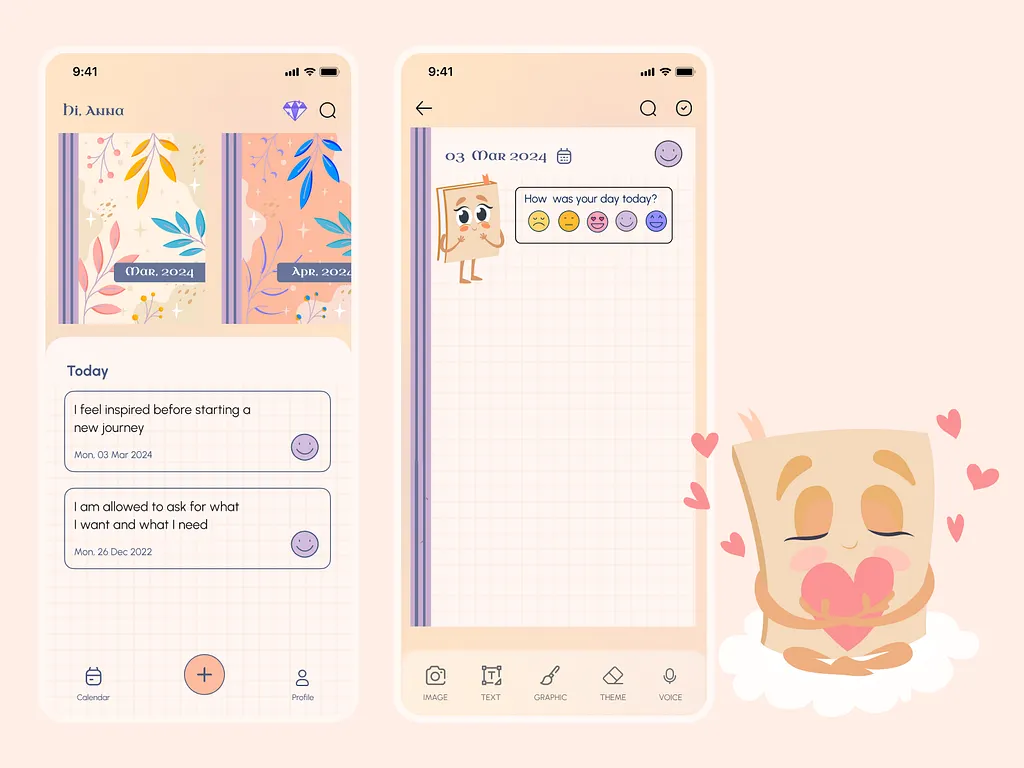 9:41
Hi, Anna
Mar, 2024
Apr, 2024
Today
I feel inspired before starting a
new journey
Mon, 03 Mar 2024
I am allowed to ask for what
I want and what I need
Mon, 26 Dec 2022
Calendar
Profile
9:41
03 Mar 2024
How was your day today?
IMAGE
TEXT
GRAPHIC
THEME
VOICE